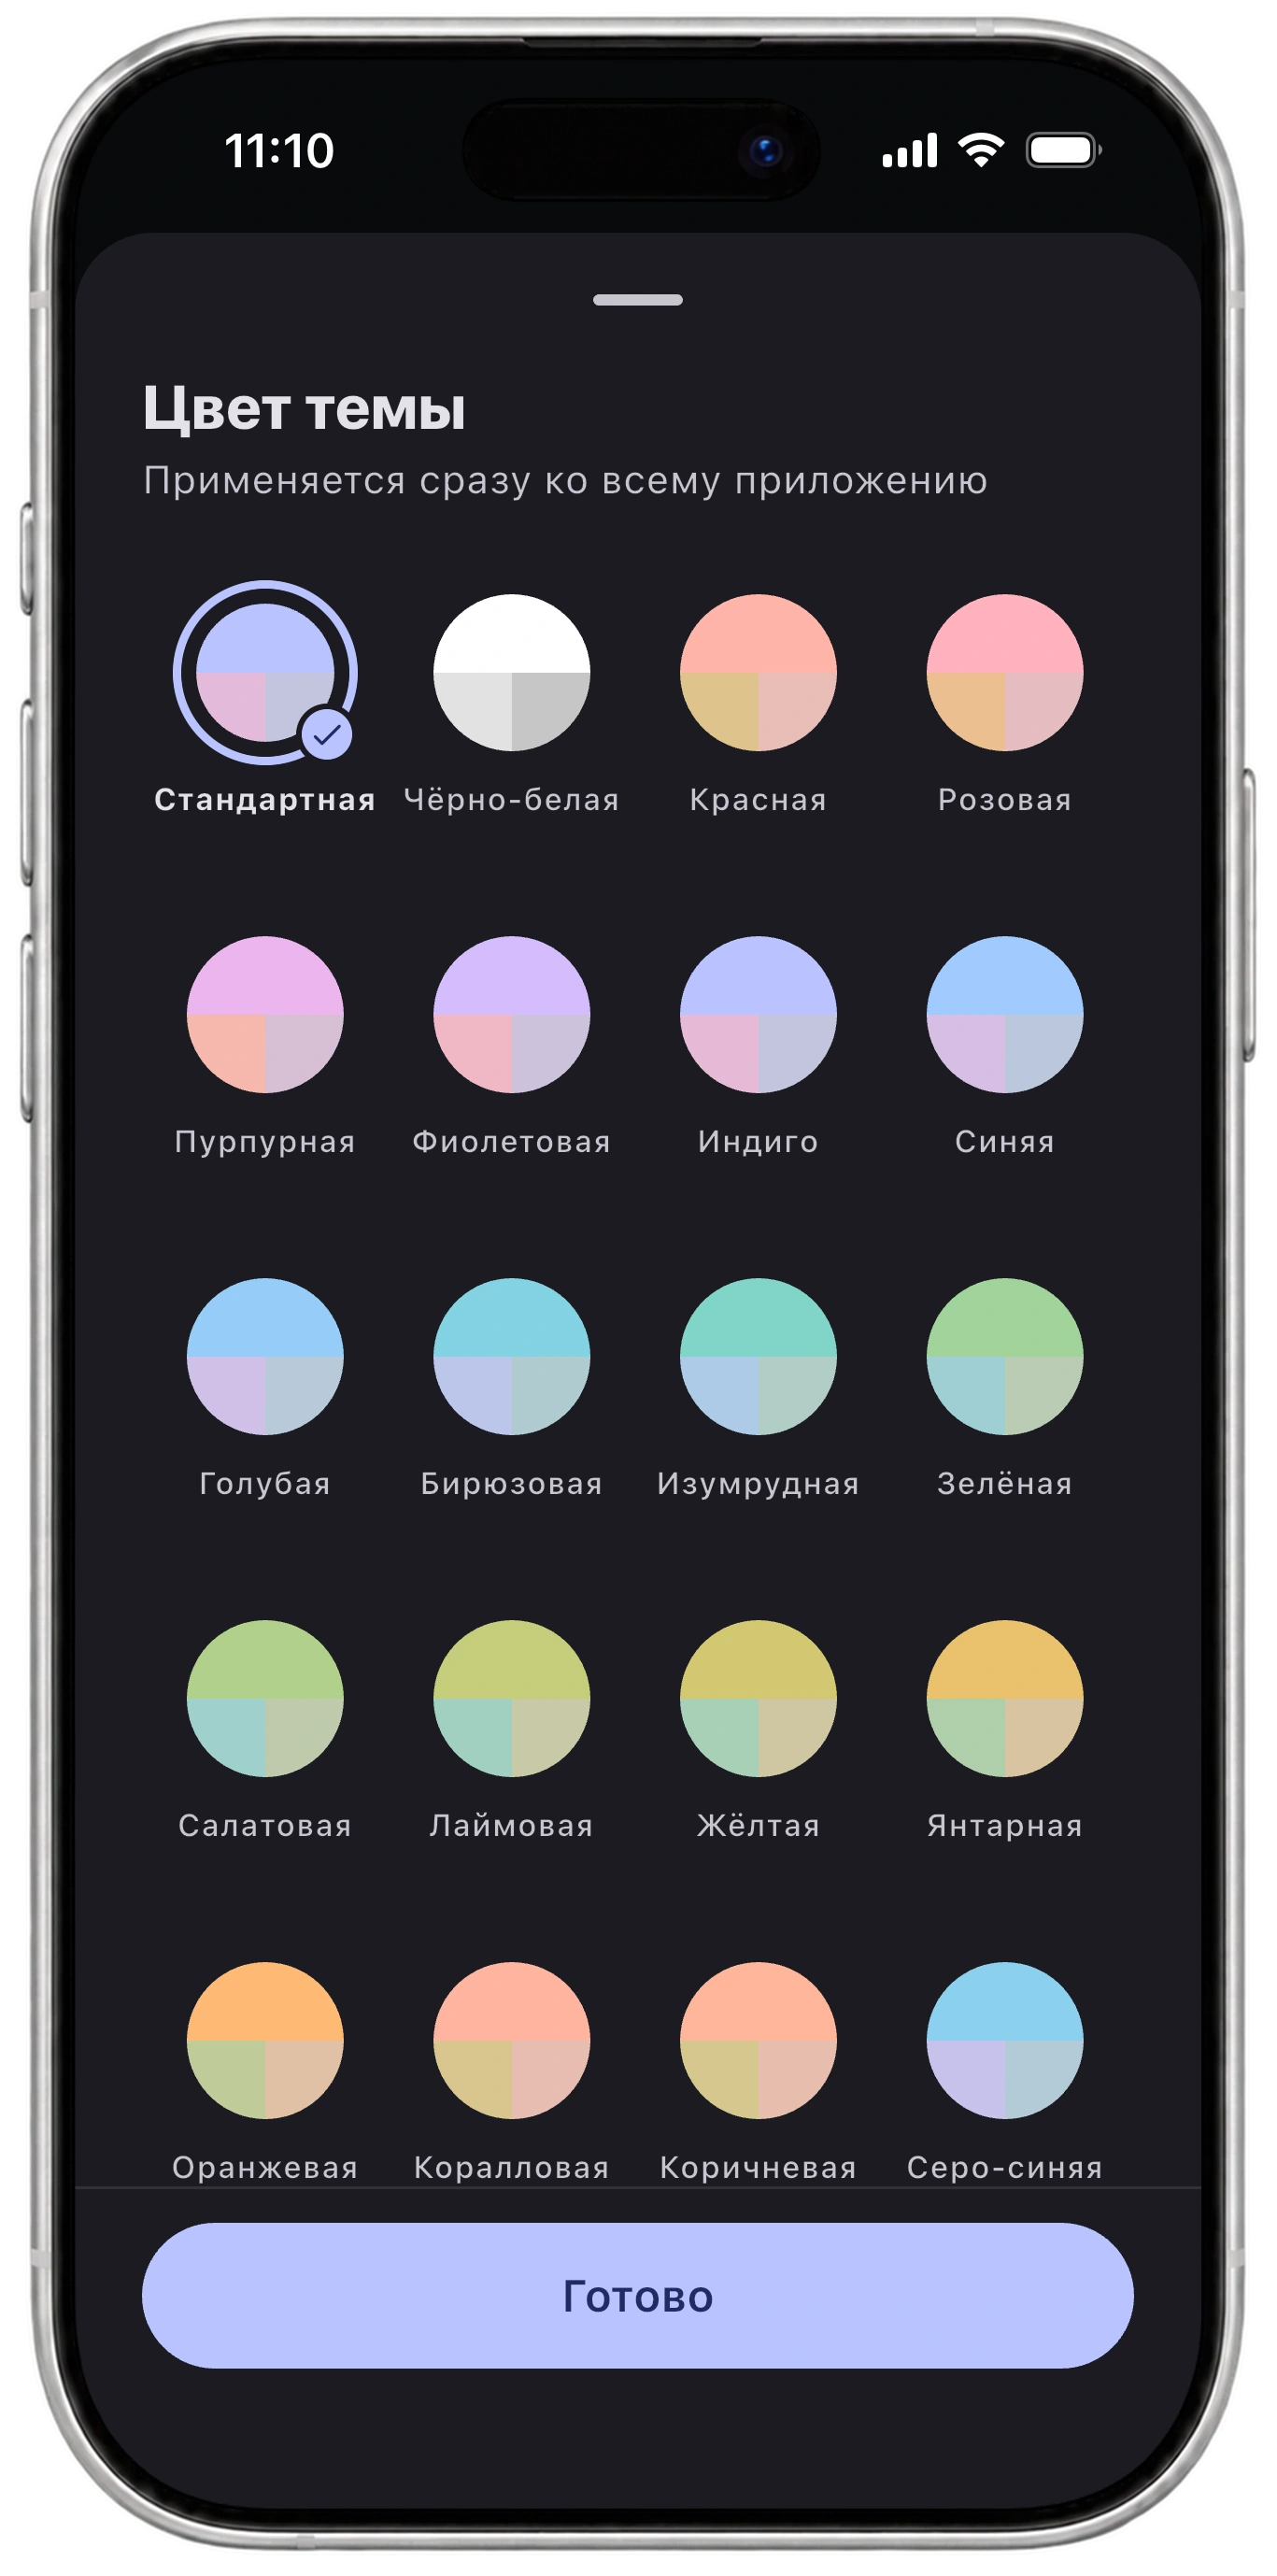 11:10
Цвет темы
Применяется сразу ко всему приложению
Стандартная Чёрно-белая Красная Розовая
Пурпурная Фиолетовая Индиго Синяя
Голубая Бирюзовая Изумрудная Зелёная
Салатовая Лаймовая Жёлтая Янтарная
Оранжевая Коралловая Коричневая Серо-синяя
Готово